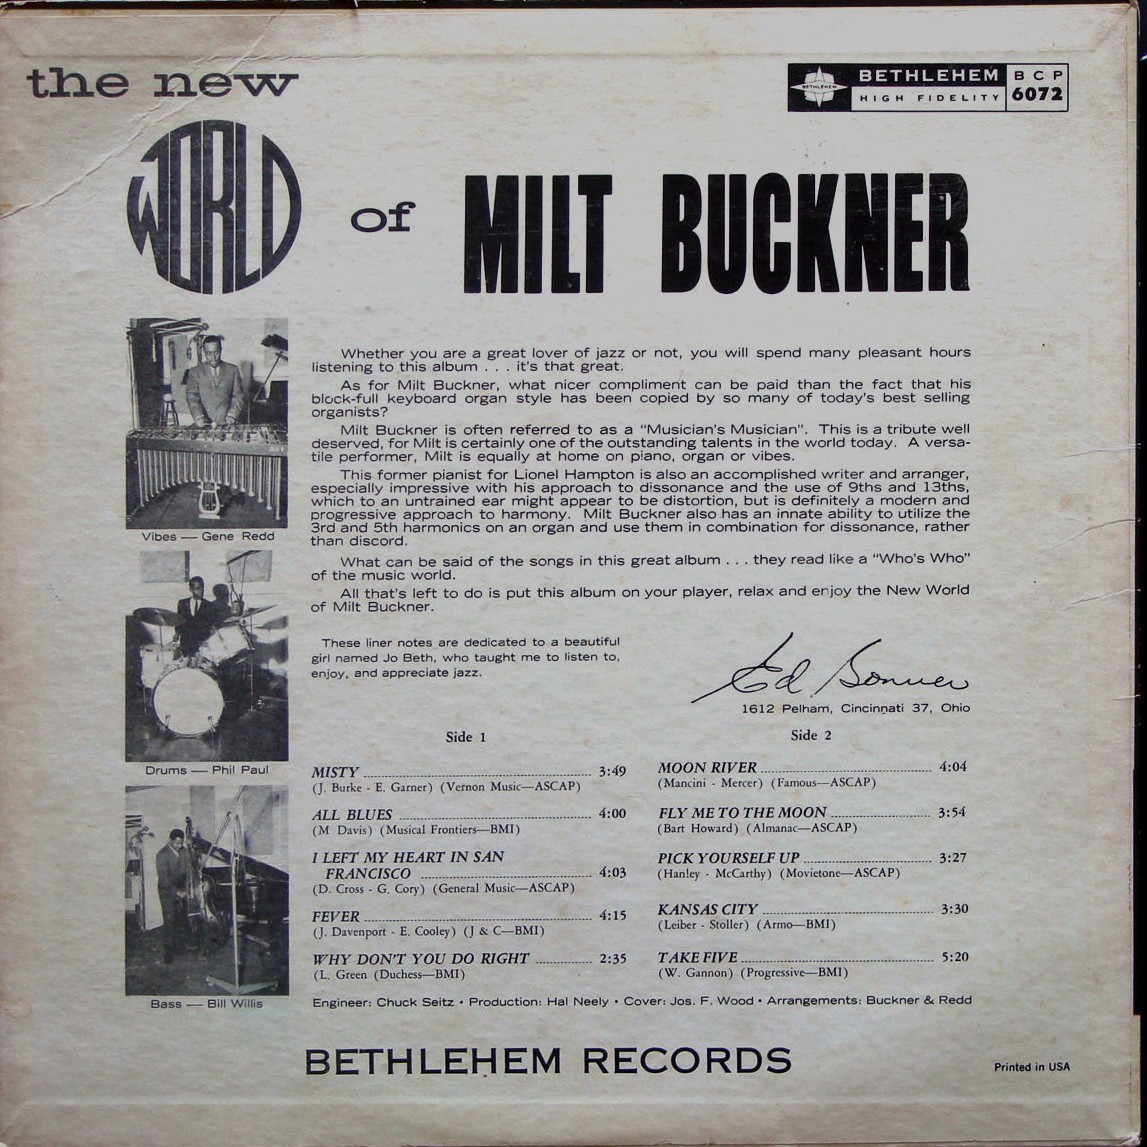 the new
WORLD
of
MILT BUCKNER
BETHLEHEM
BETHLEHEM
HIGH FIDELITY
BCP
6072
Whether you are a great lover of jazz or not, you will spend many pleasant hours
listening to this album . . . it's that great.
As for Milt Buckner, what nicer compliment can be paid than the fact that his
block-full keyboard organ style has been copied by so many of today's best selling
organists?
Milt Buckner is often referred to as a "Musician's Musician". This is a tribute well
deserved, for Milt is certainly one of the outstanding talents in the world today. A versa-
tile performer, Milt is equally at home on piano, organ or vibes.
This former pianist for Lionel Hampton is also an accomplished writer and arranger,
especially impressive with his approach to dissonance and the use of 9ths and 13ths,
which to an untrained ear might appear to be distortion, but is definitely a modern and
progressive approach to harmony. Milt Buckner also has an innate ability to utilize the
3rd and 5th harmonics on an organ and use them in combination for dissonance, rather
than discord.
What can be said of the songs in this great album . . . they read like a "Who's Who"
of the music world.
All that's left to do is put this album on your player, relax and enjoy the New World
of Milt Buckner.
These liner notes are dedicated to a beautiful
girl named Jo Beth, who taught me to listen to,
enjoy, and appreciate jazz.
Ed Bonner
1612 Pelham, Cincinnati 37, Ohio
Vibes — Gene Redd
Drums — Phil Paul
Bass — Bill Willis
Side 1
MISTY 3:49
(J. Burke - E. Garner) (Vernon Music—ASCAP)
ALL BLUES 4:00
(M Davis) (Musical Frontiers—BMI)
I LEFT MY HEART IN SAN
FRANCISCO 4:03
(D. Cross - G. Cory) (General Music—ASCAP)
FEVER 4:15
(J. Davenport - E. Cooley) (J & C—BMI)
WHY DON'T YOU DO RIGHT 2:35
(L. Green (Duchess—BMI)
Side 2
MOON RIVER 4:04
(Mancini - Mercer) (Famous—ASCAP)
FLY ME TO THE MOON 3:54
(Bart Howard) (Almanac—ASCAP)
PICK YOURSELF UP 3:27
(Hanley - McCarthy) (Movietone—ASCAP)
KANSAS CITY 3:30
(Leiber - Stoller) (Armo—BMI)
TAKE FIVE 5:20
(W. Gannon) (Progressive—BMI)
Engineer: Chuck Seitz • Production: Hal Neely • Cover: Jos. F. Wood • Arrangements: Buckner & Redd
BETHLEHEM RECORDS
Printed in USA